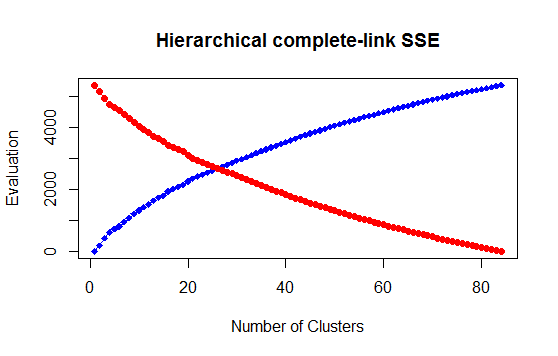 Hierarchical complete-link SSE
Evaluation
4000
2000
0
0 20 40 60 80
Number of Clusters